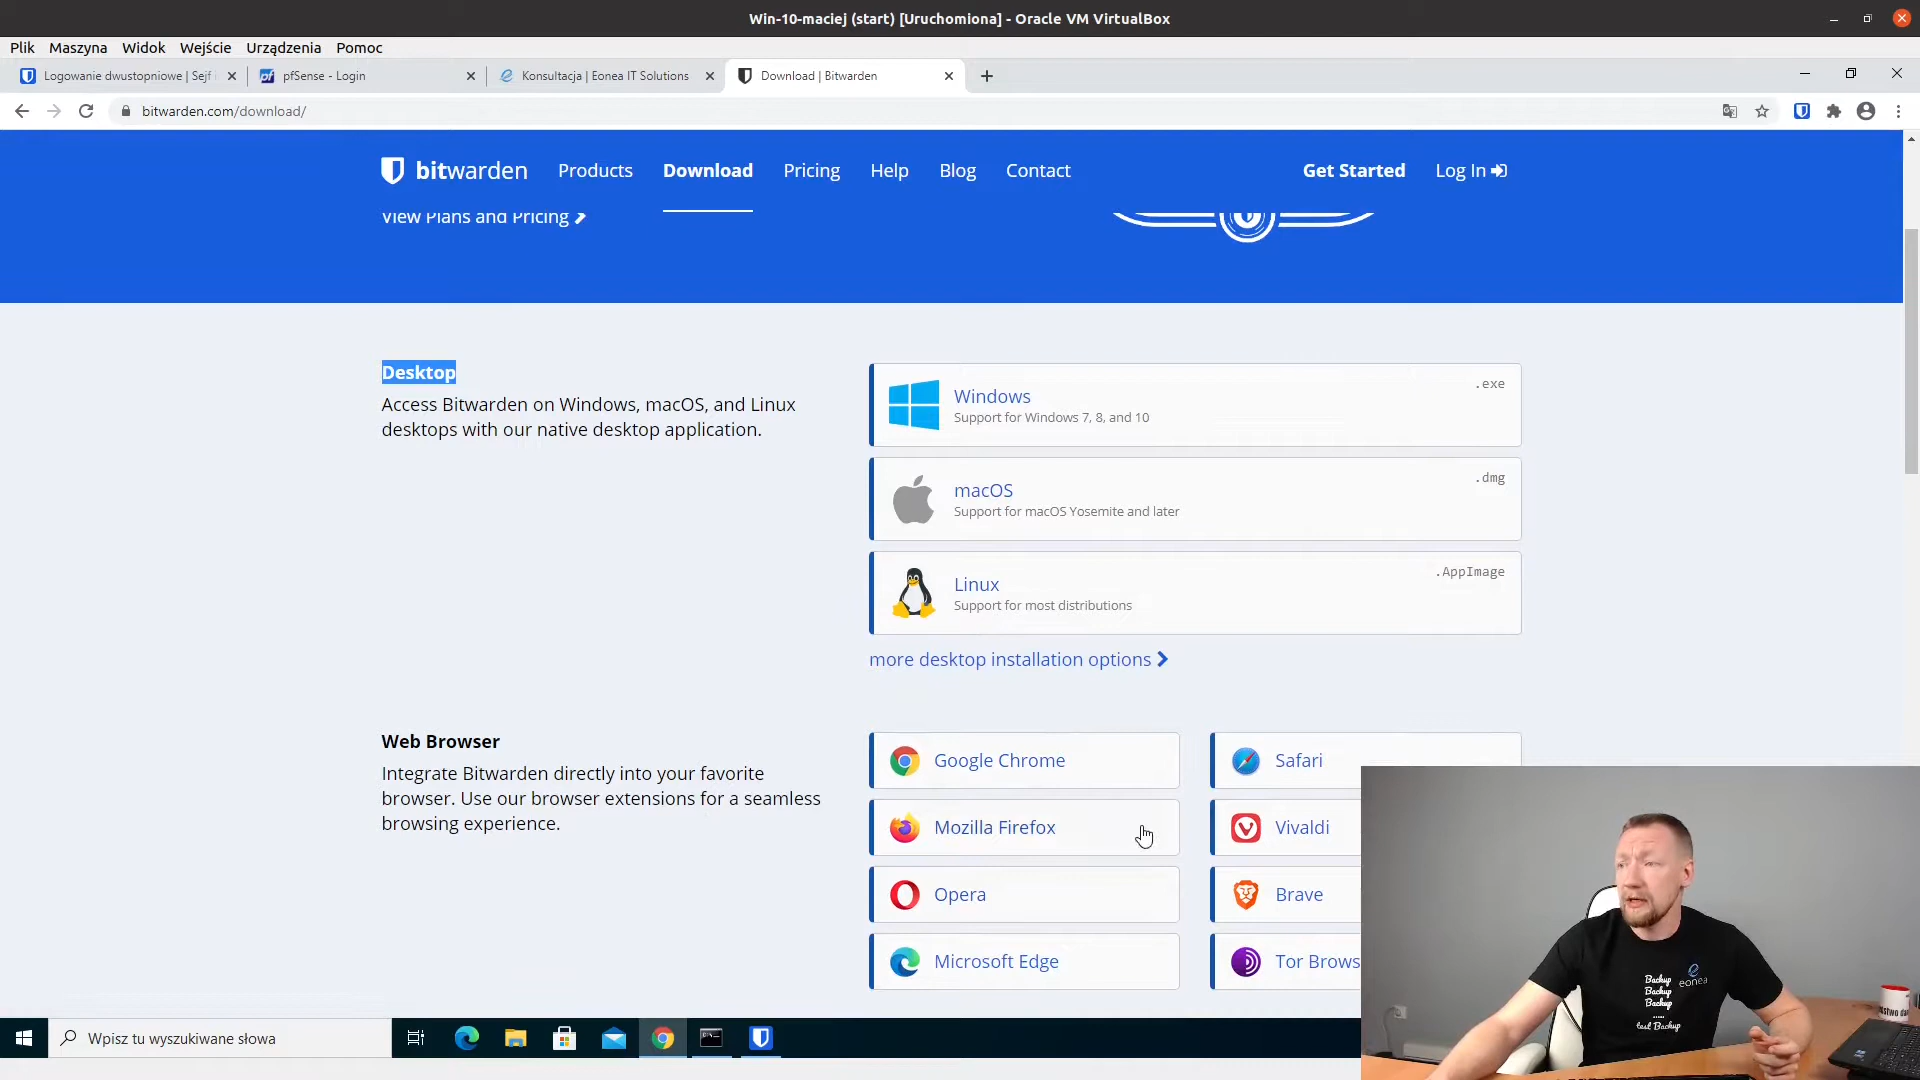 Win-10-maciej (start) [Uruchomiona] - Oracle VM VirtualBox
Plik Maszyna Widok Wejście Urządzenia Pomoc
Logowanie dwustopniowe | Sejf
pfSense - Login
Konsultacja | Eonea IT Solutions
Download | Bitwarden
bitwarden.com/download/
bitwarden Products Download Pricing Help Blog Contact Get Started Log In
View Plans and Pricing
Desktop
Access Bitwarden on Windows, macOS, and Linux
desktops with our native desktop application.
Windows
.exe
Support for Windows 7, 8, and 10
macOS
.dmg
Support for macOS Yosemite and later
Linux
.AppImage
Support for most distributions
more desktop installation options
Web Browser
Integrate Bitwarden directly into your favorite
browser. Use our browser extensions for a seamless
browsing experience.
Google Chrome
Safari
Mozilla Firefox
Vivaldi
Opera
Brave
Microsoft Edge
Tor Brows
Backup
Backup
Backup
.....
test Backup
eonea
Wpisz tu wyszukiwane słowa